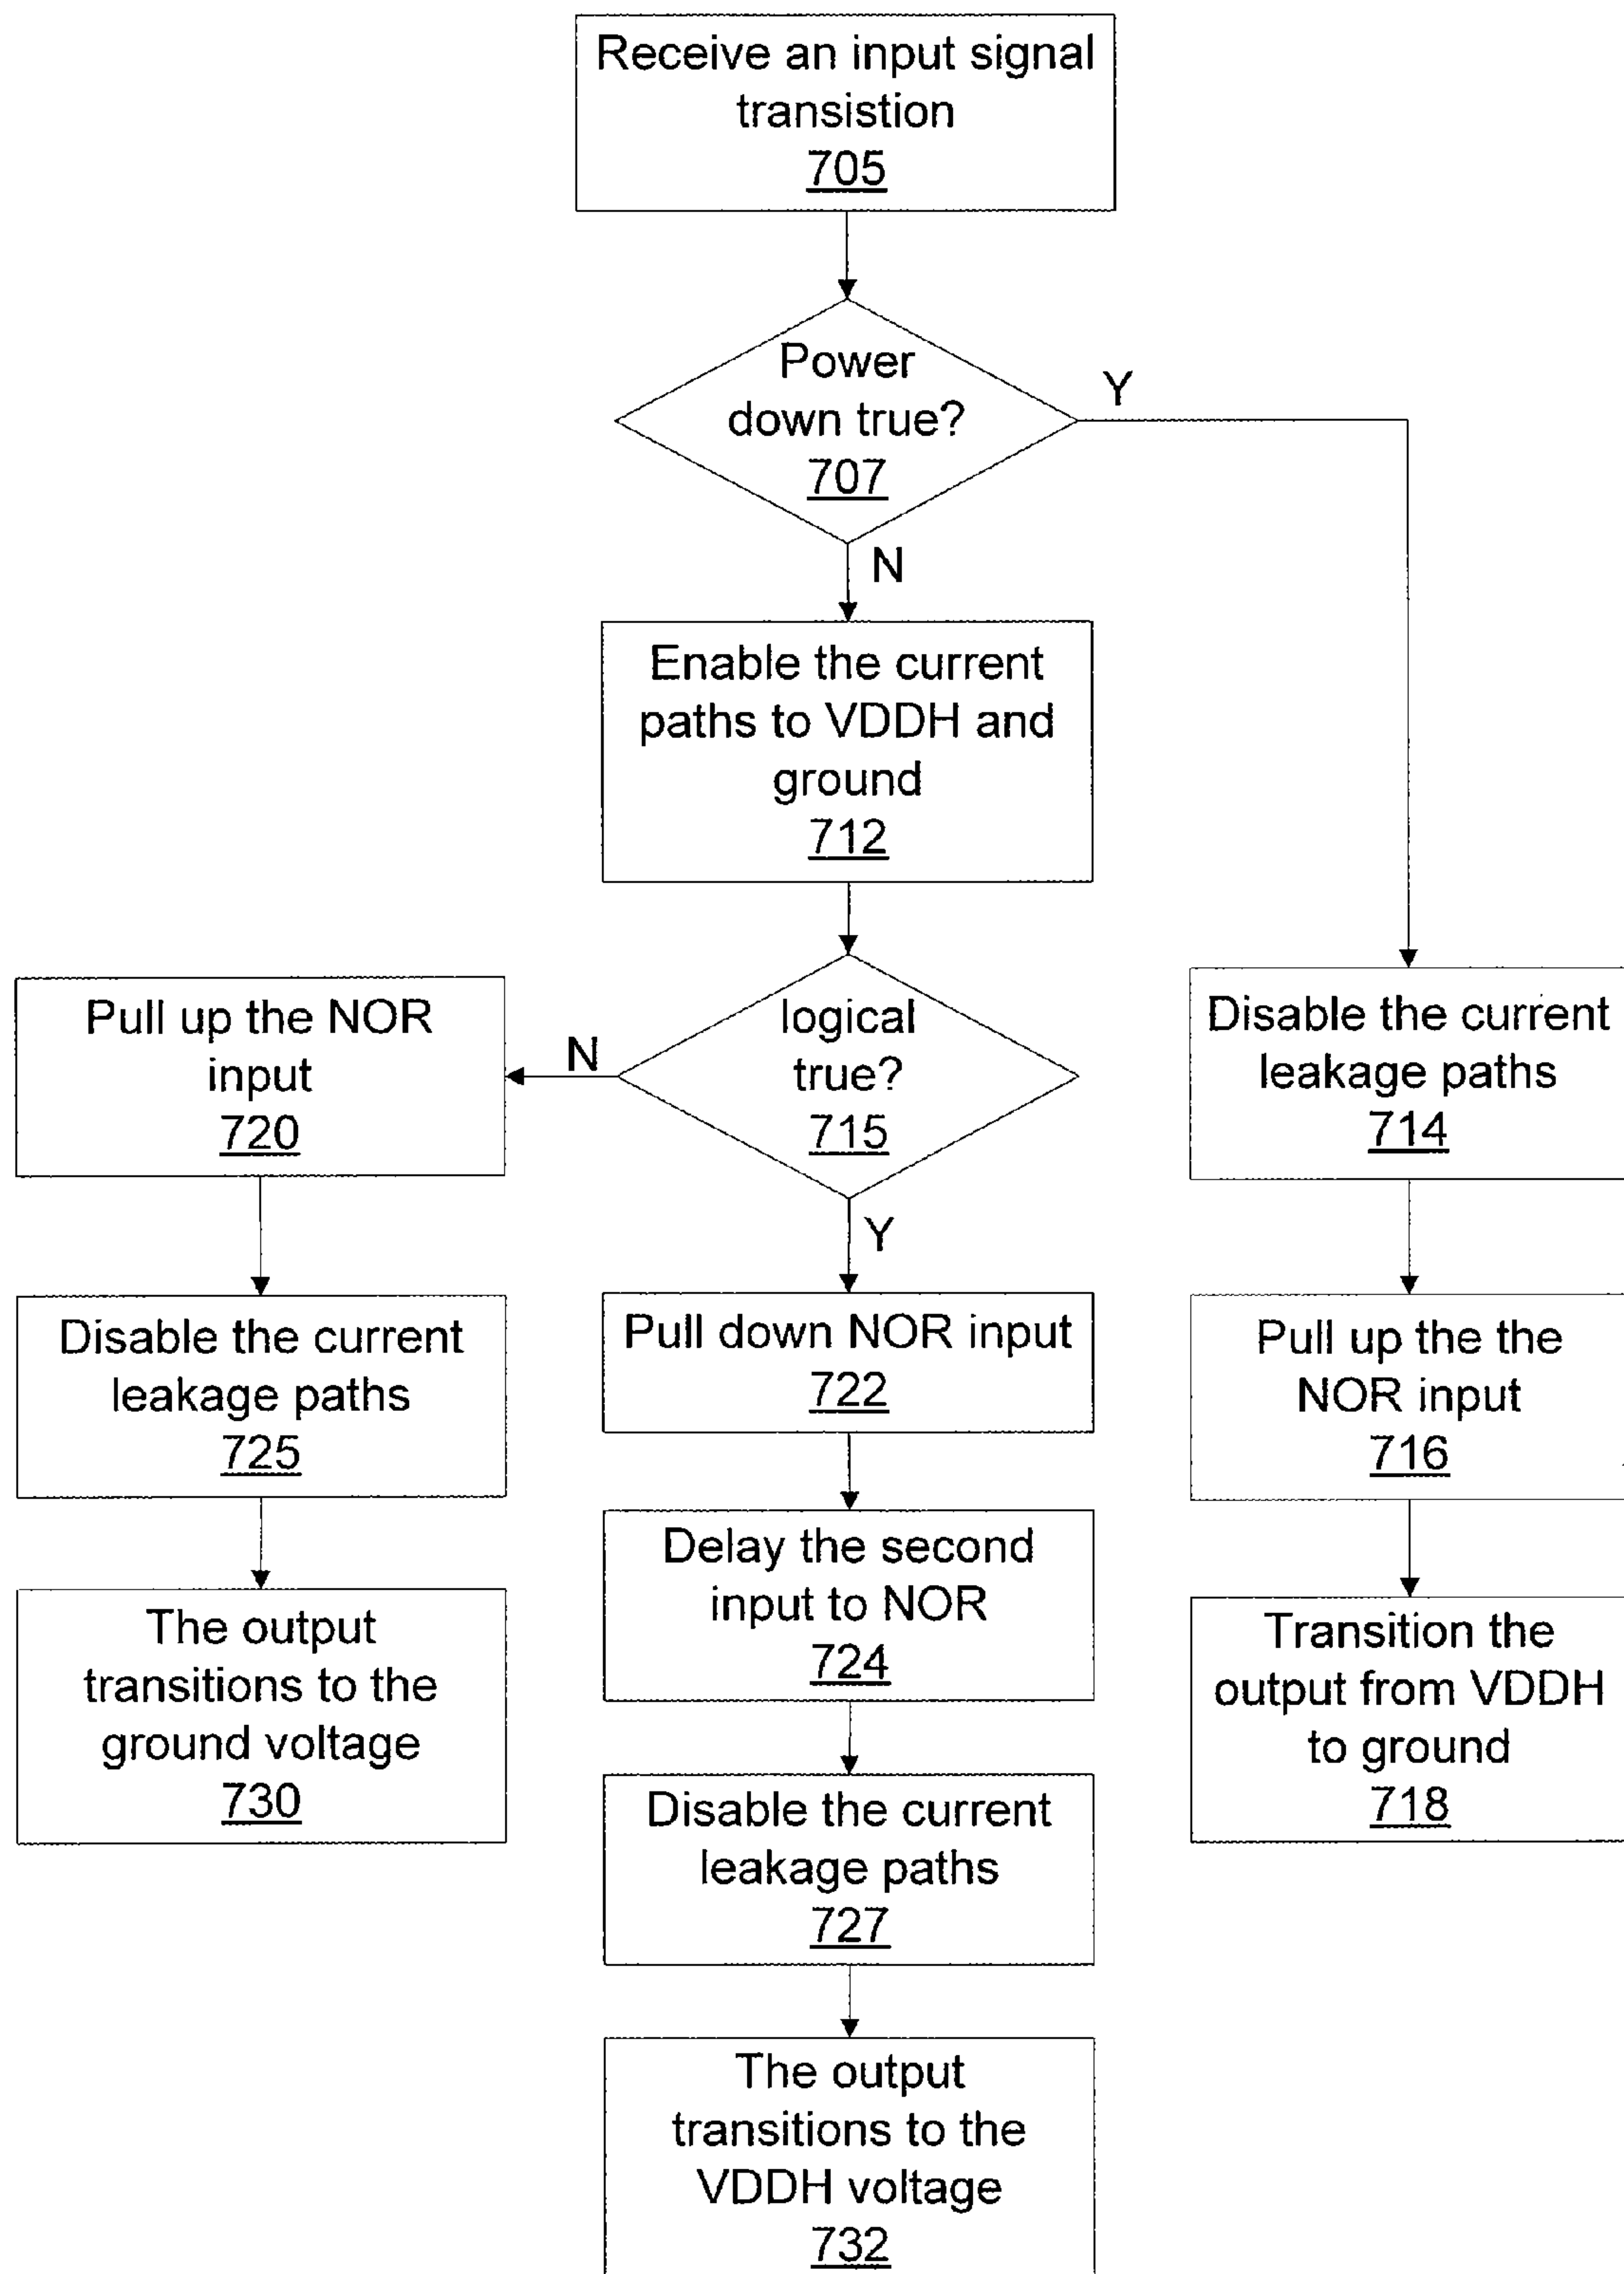 Receive an input signal
transistion
705
Power
down true?
707
Y
N
Enable the current
paths to VDDH and
ground
712
logical
true?
715
N
Y
Pull up the NOR
input
720
Disable the current
leakage paths
725
The output
transitions to the
ground voltage
730
Pull down NOR input
722
Delay the second
input to NOR
724
Disable the current
leakage paths
727
The output
transitions to the
VDDH voltage
732
Disable the current
leakage paths
714
Pull up the the
NOR input
716
Transition the
output from VDDH
to ground
718